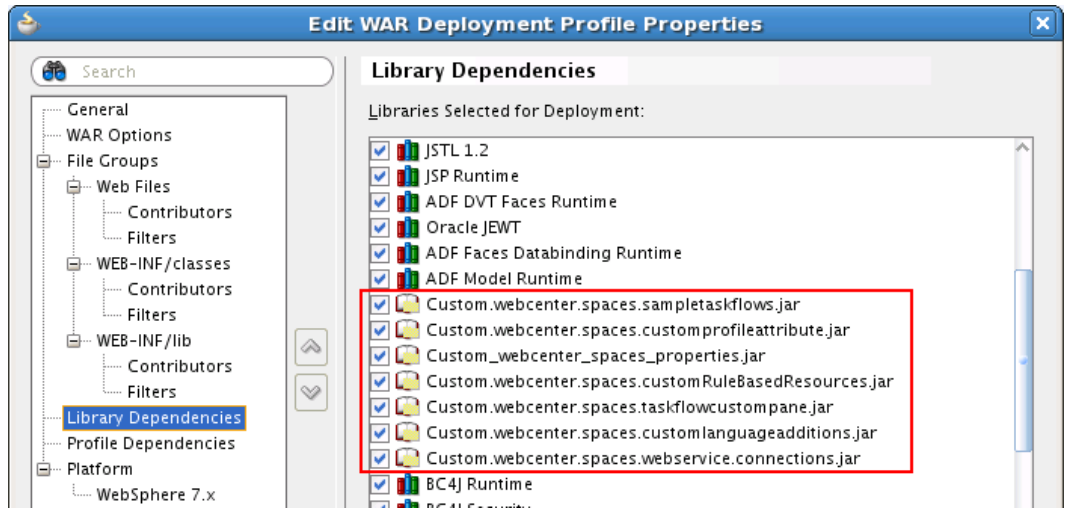 Edit WAR Deployment Profile Properties
Search
General
WAR Options
File Groups
Web Files
Contributors
Filters
WEB-INF/classes
Contributors
Filters
WEB-INF/lib
Contributors
Filters
Library Dependencies
Profile Dependencies
Platform
WebSphere 7.x
Library Dependencies
Libraries Selected for Deployment:
JSTL 1.2
JSP Runtime
ADF DVT Faces Runtime
Oracle JEWT
ADF Faces Databinding Runtime
ADF Model Runtime
Custom.webcenter.spaces.sampletaskflows.jar
Custom.webcenter.spaces.customprofileattribute.jar
Custom_webcenter_spaces_properties.jar
Custom.webcenter.spaces.customRuleBasedResources.jar
Custom.webcenter.spaces.taskflowcustompane.jar
Custom.webcenter.spaces.customlanguageadditions.jar
Custom.webcenter.spaces.webservice.connections.jar
BC4J Runtime
BC4J Security